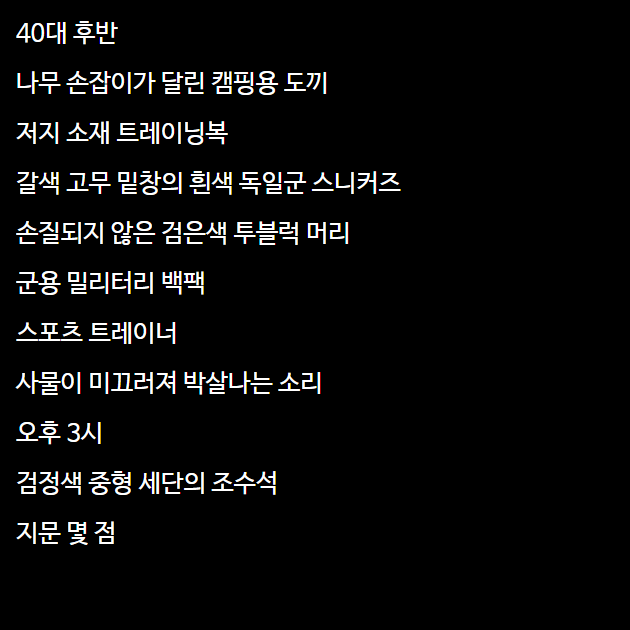 40대 후반
나무 손잡이가 달린 캠핑용 도끼
저지 소재 트레이닝복
갈색 고무 밑창의 흰색 독일군 스니커즈
손질되지 않은 검은색 투블럭 머리
군용 밀리터리 백팩
스포츠 트레이너
사물이 미끄러져 박살나는 소리
오후 3시
검정색 중형 세단의 조수석
지문 몇 점